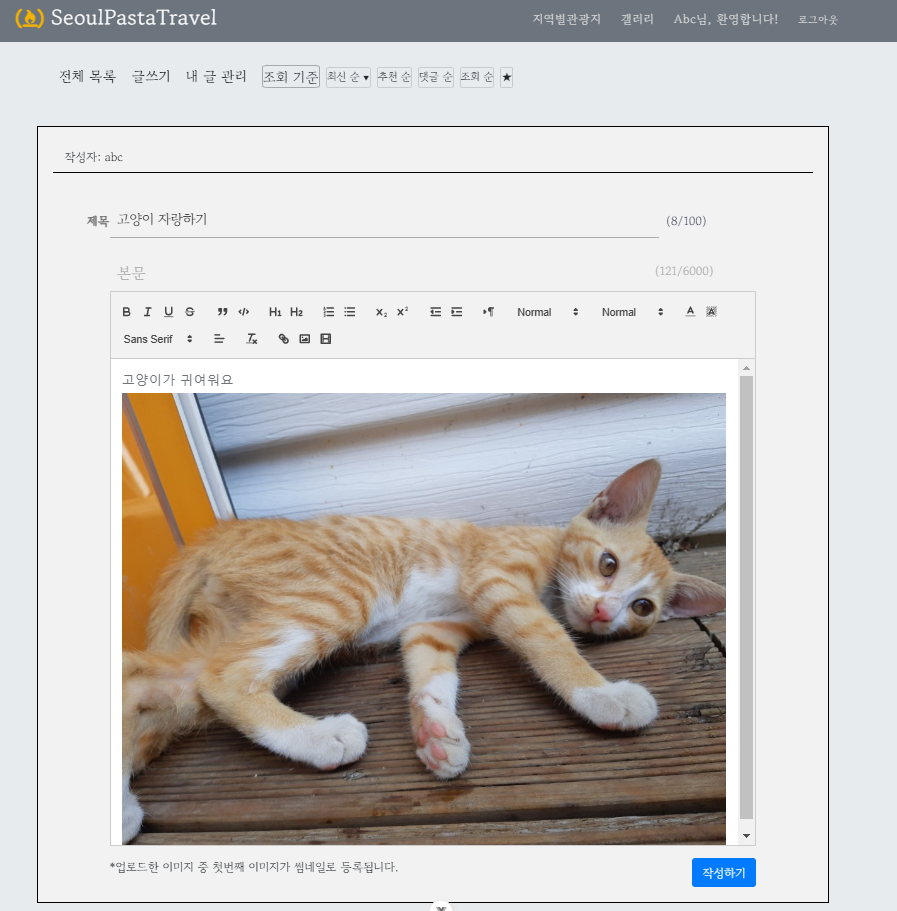 SeoulPastaTravel 지역별관광지 갤러리 Abc님, 환영합니다! 로그아웃
전체 목록 글쓰기 내 글 관리 조회 기준 최신 순 ▾ 추천 순 댓글 순 조회 순 ★
작성자: abc
제목 고양이 자랑하기 (8/100)
본문 (121/6000)
B I U S H1 H2 X2 X2 Normal Normal A A
Sans Serif
고양이가 귀여워요
*업로드한 이미지 중 첫번째 이미지가 썸네일로 등록됩니다. 작성하기